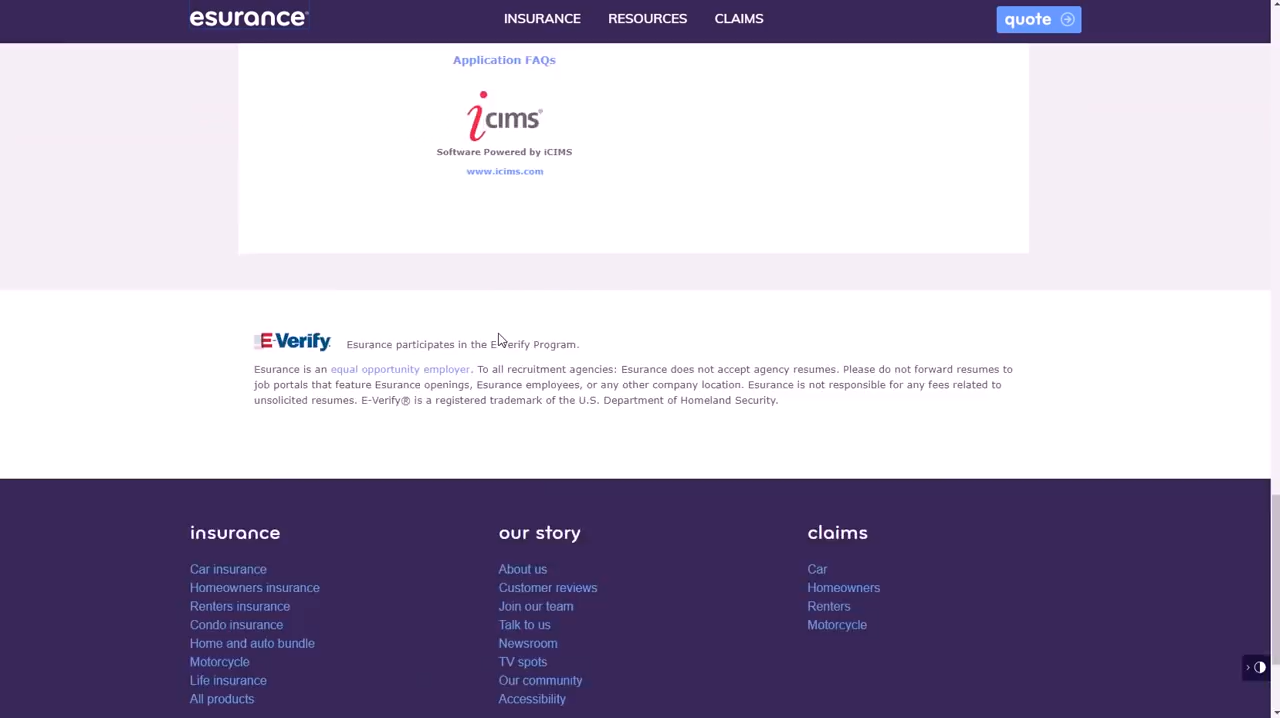 esurance®
INSURANCE RESOURCES CLAIMS
quote
Application FAQs
icims®
Software Powered by iCIMS
www.icims.com
E-Verify Esurance participates in the E-Verify Program.
Esurance is an equal opportunity employer. To all recruitment agencies: Esurance does not accept agency resumes. Please do not forward resumes to
job portals that feature Esurance openings, Esurance employees, or any other company location. Esurance is not responsible for any fees related to
unsolicited resumes. E-Verify® is a registered trademark of the U.S. Department of Homeland Security.
insurance
Car insurance
Homeowners insurance
Renters insurance
Condo insurance
Home and auto bundle
Motorcycle
Life insurance
All products
our story
About us
Customer reviews
Join our team
Talk to us
Newsroom
TV spots
Our community
Accessibility
claims
Car
Homeowners
Renters
Motorcycle